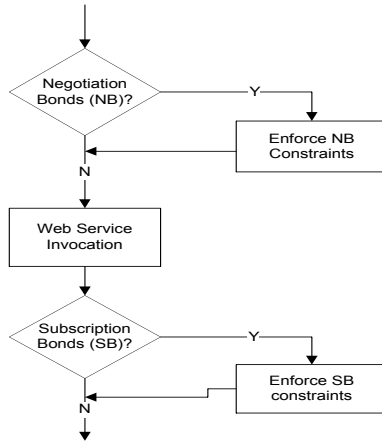 Negotiation
Bonds (NB)?
Y
Enforce NB
Constraints
N
Web Service
Invocation
Subscription
Bonds (SB)?
Y
Enforce SB
constraints
N